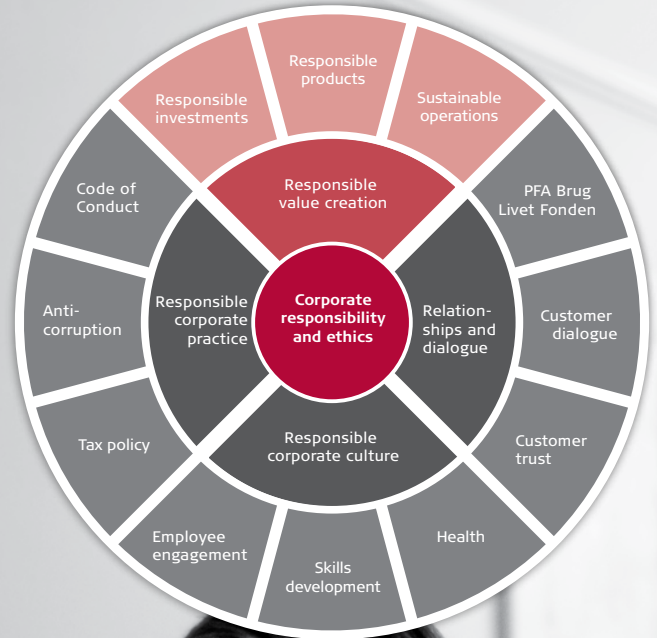 Responsible
products
Responsible
investments
Sustainable
operations
Responsible
value creation
Code of
Conduct
PFA Brug
Livet Fonden
Anti-
corruption
Responsible
corporate
practice
Corporate
responsibility
and ethics
Relation-
ships and
dialogue
Customer
dialogue
Tax policy
Responsible
corporate culture
Customer
trust
Employee
engagement
Skills
development
Health